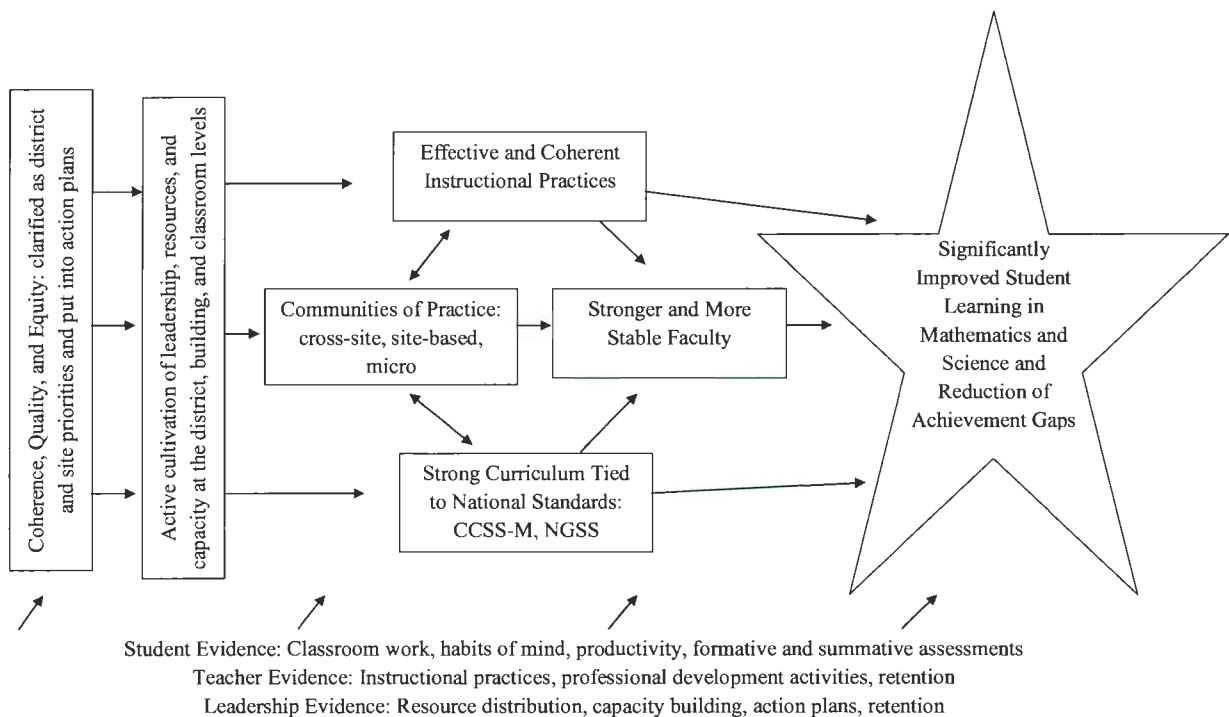 Coherence, Quality, and Equity: clarified as district
and site priorities and put into action plans
Active cultivation of leadership, resources, and
capacity at the district, building, and classroom levels
Effective and Coherent
Instructional Practices
Communities of Practice:
cross-site, site-based,
micro
Stronger and More
Stable Faculty
Strong Curriculum Tied
to National Standards:
CCSS-M, NGSS
Significantly
Improved Student
Learning in
Mathematics and
Science and
Reduction of
Achievement Gaps
Student Evidence: Classroom work, habits of mind, productivity, formative and summative assessments
Teacher Evidence: Instructional practices, professional development activities, retention
Leadership Evidence: Resource distribution, capacity building, action plans, retention